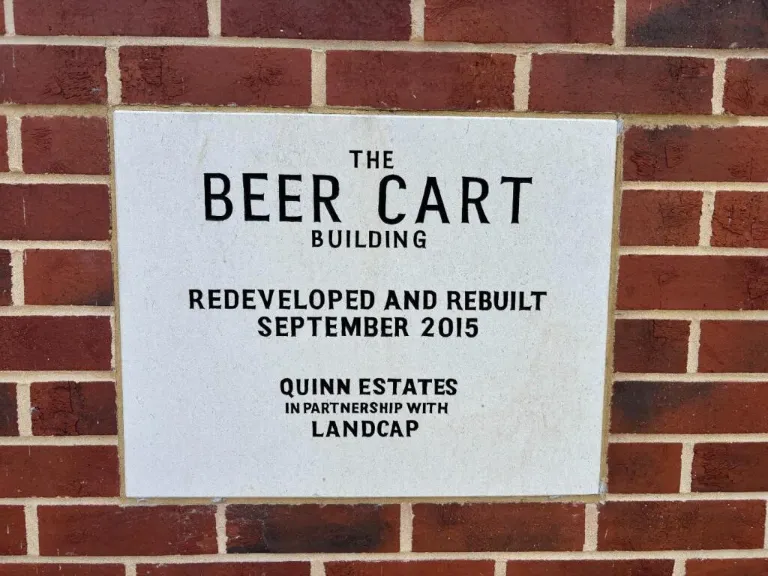 THE
BEER CART
BUILDING
REDEVELOPED AND REBUILT
SEPTEMBER 2015
QUINN ESTATES
IN PARTNERSHIP WITH
LANDCAP